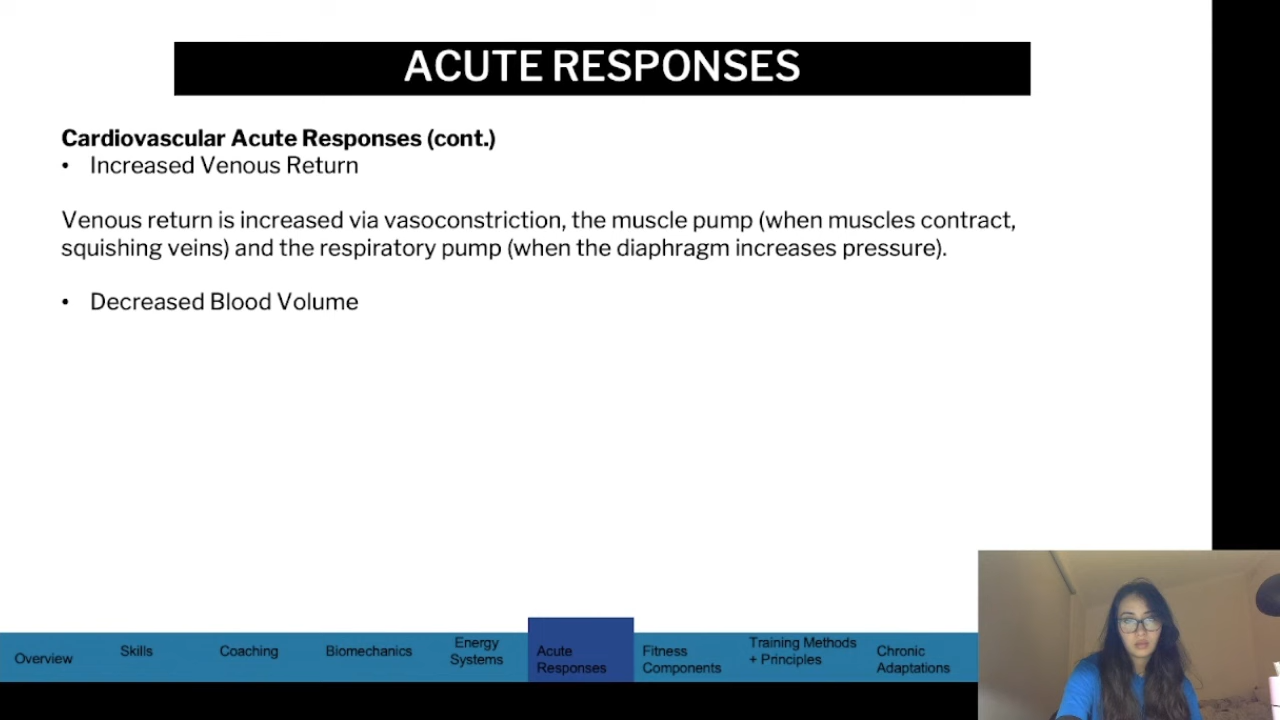 ACUTE RESPONSES
Cardiovascular Acute Responses (cont.)
• Increased Venous Return
Venous return is increased via vasoconstriction, the muscle pump (when muscles contract,
squishing veins) and the respiratory pump (when the diaphragm increases pressure).
• Decreased Blood Volume
Overview
Skills
Coaching
Biomechanics
Energy
Systems
Acute
Responses
Fitness
Components
Training Methods
+ Principles
Chronic
Adaptations